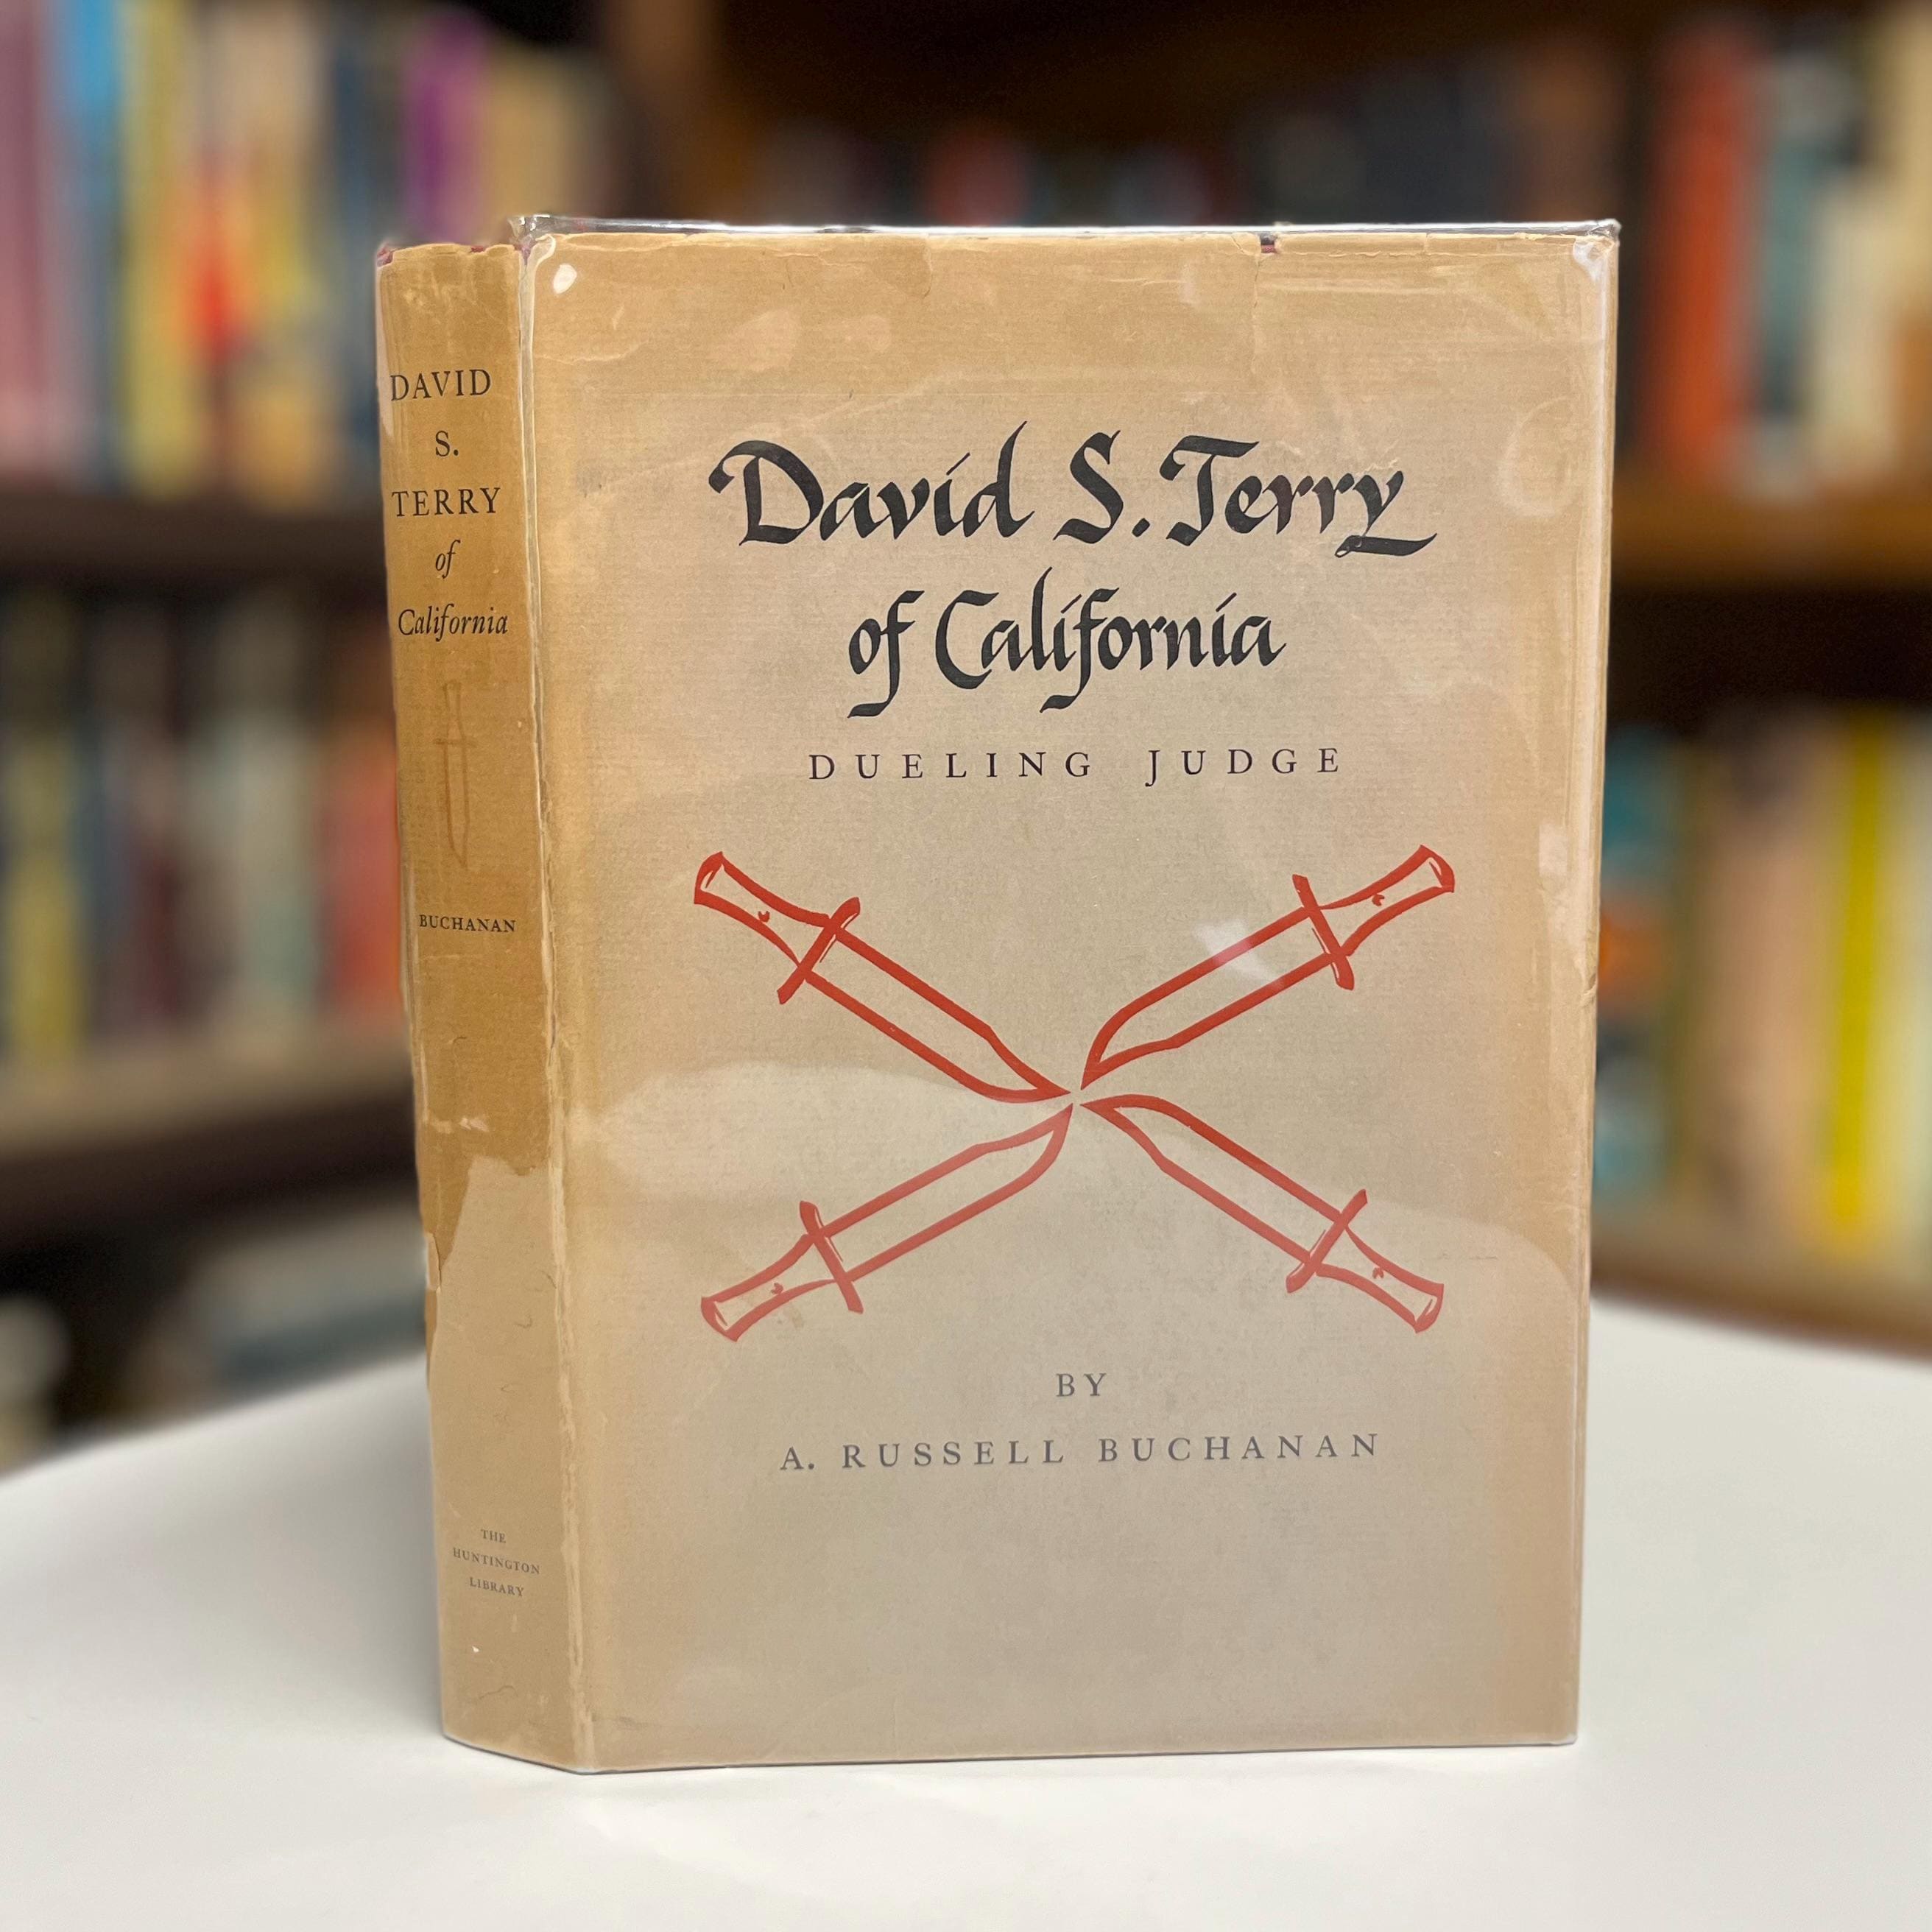 DAVID
S.
TERRY
of
California
BUCHANAN
THE
HUNTINGTON
LIBRARY
David S. Terry
of California
DUELING JUDGE
BY
A. RUSSELL BUCHANAN